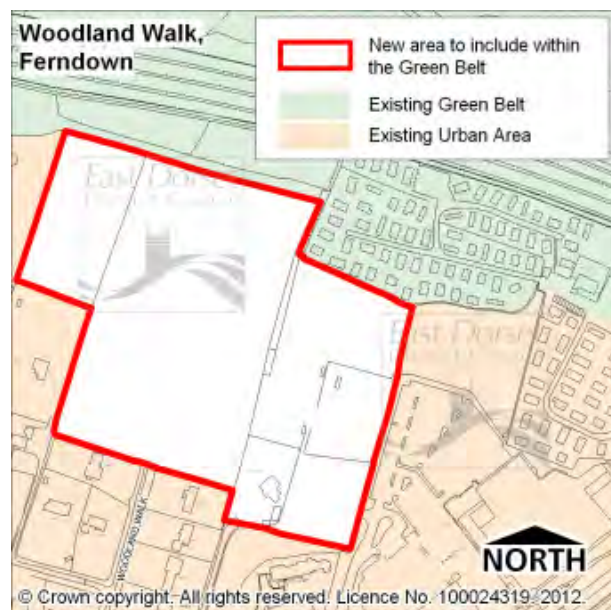 Woodland Walk,
Ferndown
New area to include within
the Green Belt
Existing Green Belt
Existing Urban Area
East Dorset
East Dorset
WOODLAND WALK
NORTH
© Crown copyright. All rights reserved. Licence No. 100024319. 2012.